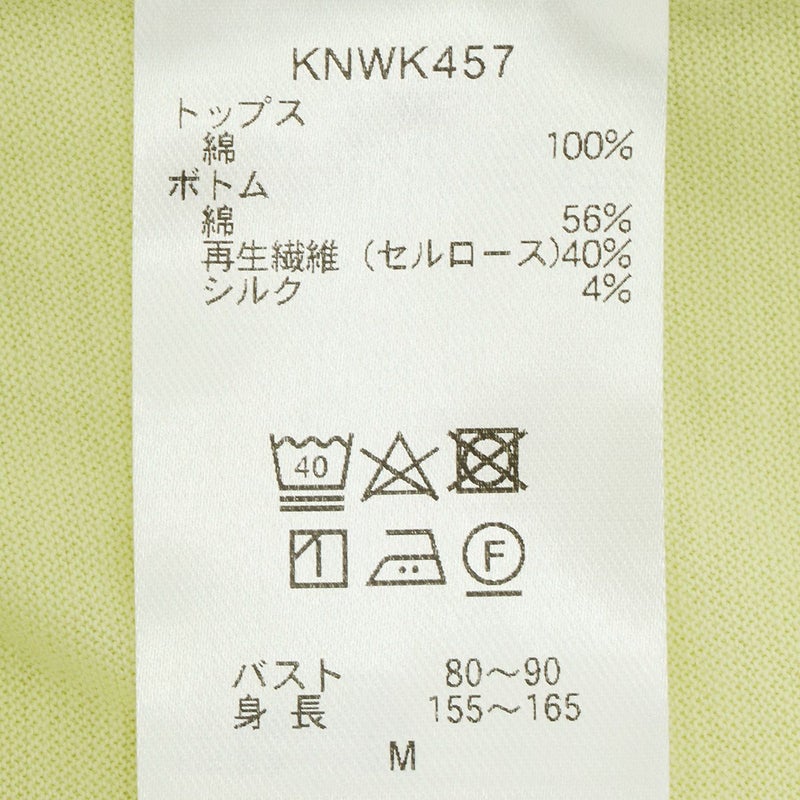 KNWK457
トップス
綿 100%
ボトム
綿 56%
再生繊維 (セルロース)40%
シルク 4%
40
F
バスト 80～90
身長 155～165
M